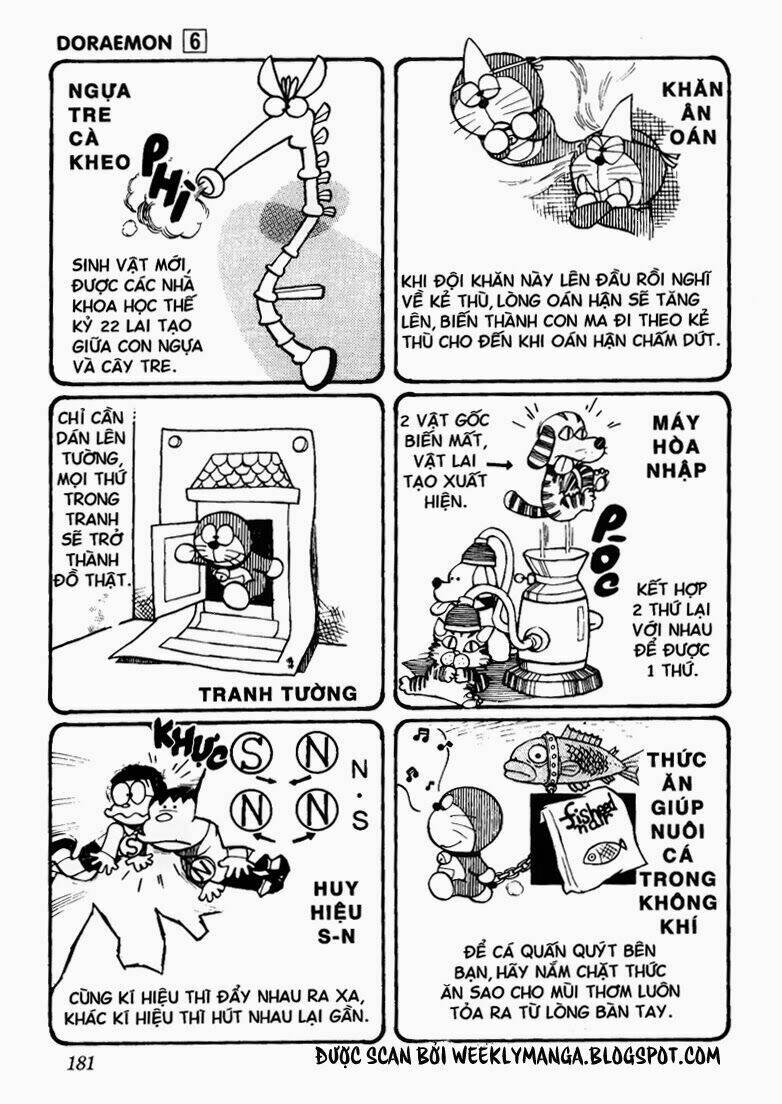 DORAEMON 6
NGỰA
TRE
CÀ
KHEO
PHÌ
SINH VẬT MỚI,
ĐƯỢC CÁC NHÀ
KHOA HỌC THẾ
KỶ 22 LAI TẠO
GIỮA CON NGỰA
VÀ CÂY TRE.
KHĂN
ÂN
OÁN
KHI ĐỘI KHĂN NÀY LÊN ĐẦU RỒI NGHĨ
VỀ KẺ THÙ, LÒNG OÁN HẬN SẼ TĂNG
LÊN, BIẾN THÀNH CON MA ĐI THEO KẺ
THÙ CHO ĐẾN KHI OÁN HẬN CHẤM DỨT.
CHỈ CẦN
DÁN LÊN
TƯỜNG,
MỌI THỨ
TRONG
TRANH
SẼ TRỞ
THÀNH
ĐỒ THẬT.
TRANH TƯỜNG
2 VẬT GỐC
BIẾN MẤT,
VẬT LAI
TẠO XUẤT
HIỆN.
MÁY
HÒA
NHẬP
P-ÓC
KẾT HỢP
2 THỨ LẠI
VỚI NHAU
ĐỂ ĐƯỢC
1 THỨ.
KHỰC
S N
N N
N·S
S
N
HUY
HIỆU
S-N
CÙNG KÍ HIỆU THÌ ĐẨY NHAU RA XA,
KHÁC KÍ HIỆU THÌ HÚT NHAU LẠI GẦN.
THỨC
ĂN
GIÚP
NUÔI
CÁ
TRONG
KHÔNG
KHÍ
fisheed
n'air
ĐỂ CÁ QUẤN QUÝT BÊN
BẠN, HÃY NẮM CHẶT THỨC
ĂN SAO CHO MÙI THƠM LUÔN
TỎA RA TỪ LÒNG BÀN TAY.
181
ĐƯỢC SCAN BỞI WEEKLYMANGA.BLOGSPOT.COM